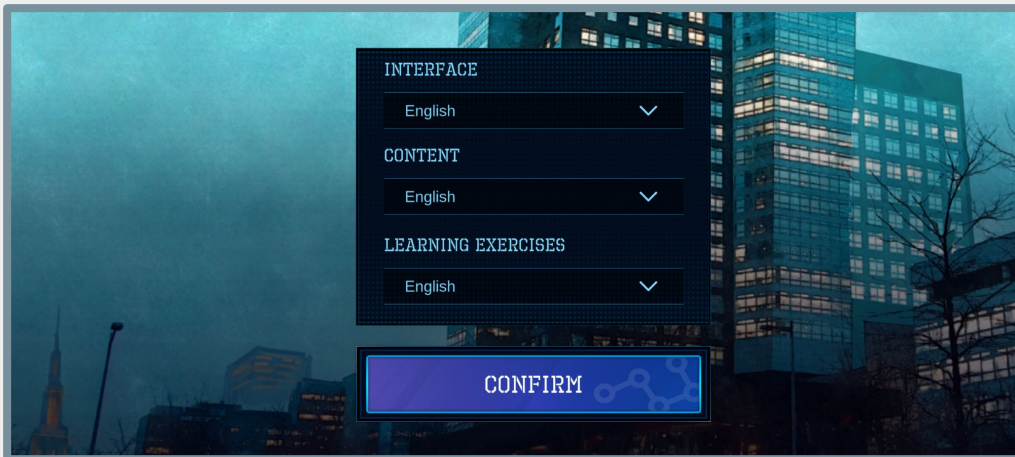 INTERFACE
English
CONTENT
English
LEARNING EXERCISES
English
CONFIRM